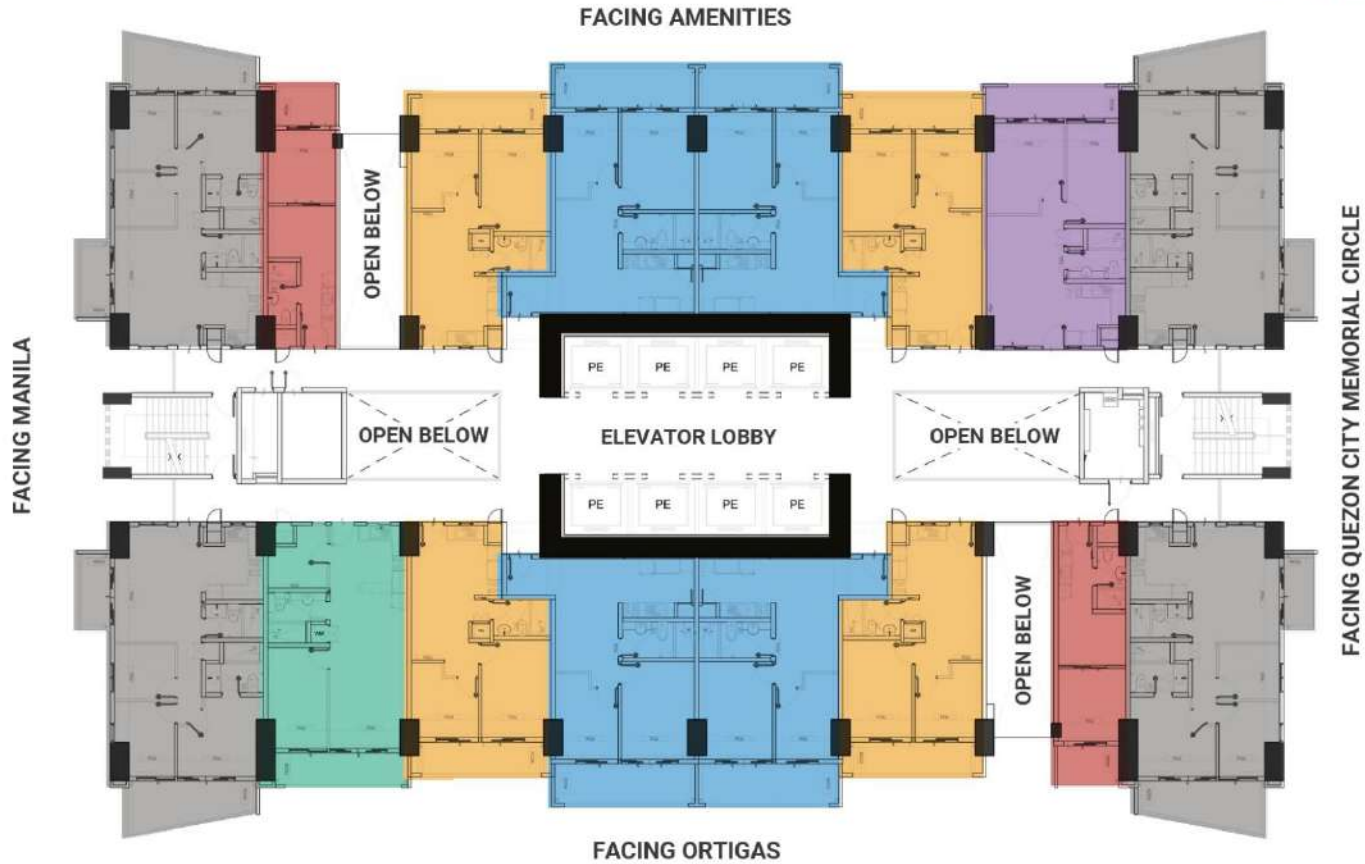 FACING AMENITIES
OPEN BELOW
FACING MANILA
FACING QUEZON CITY MEMORIAL CIRCLE
PE PE PE PE
OPEN BELOW
ELEVATOR LOBBY
OPEN BELOW
PE PE PE PE
OPEN BELOW
FACING ORTIGAS